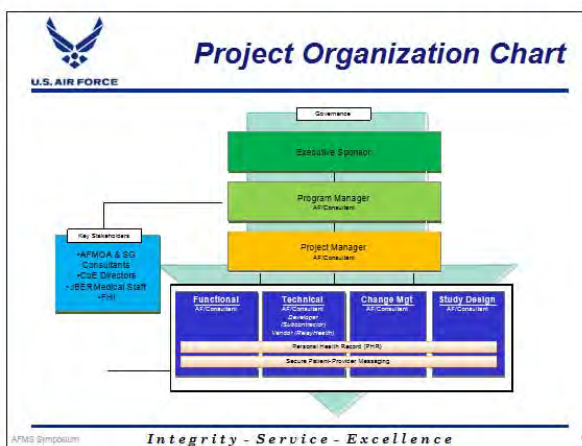 Project Organization Chart
U.S. AIR FORCE
Governance
Executive Sponsor
Program Manager
AF/Consultant
Project Manager
AF/Consultant
Key Stakeholders
•AFMOA & SG
Consultants
•CoE Directors
•JBER Medical Staff
•FHI
Functional
AF/Consultant
Technical
AF/Consultant
Developer
(Subcontractor)
Vendor (RelayHealth)
Change Mgt
AF/Consultant
Study Design
AF/Consultant
Personal Health Record (PHR)
Secure Patient-Provider Messaging
AFMS Symposium
Integrity - Service - Excellence